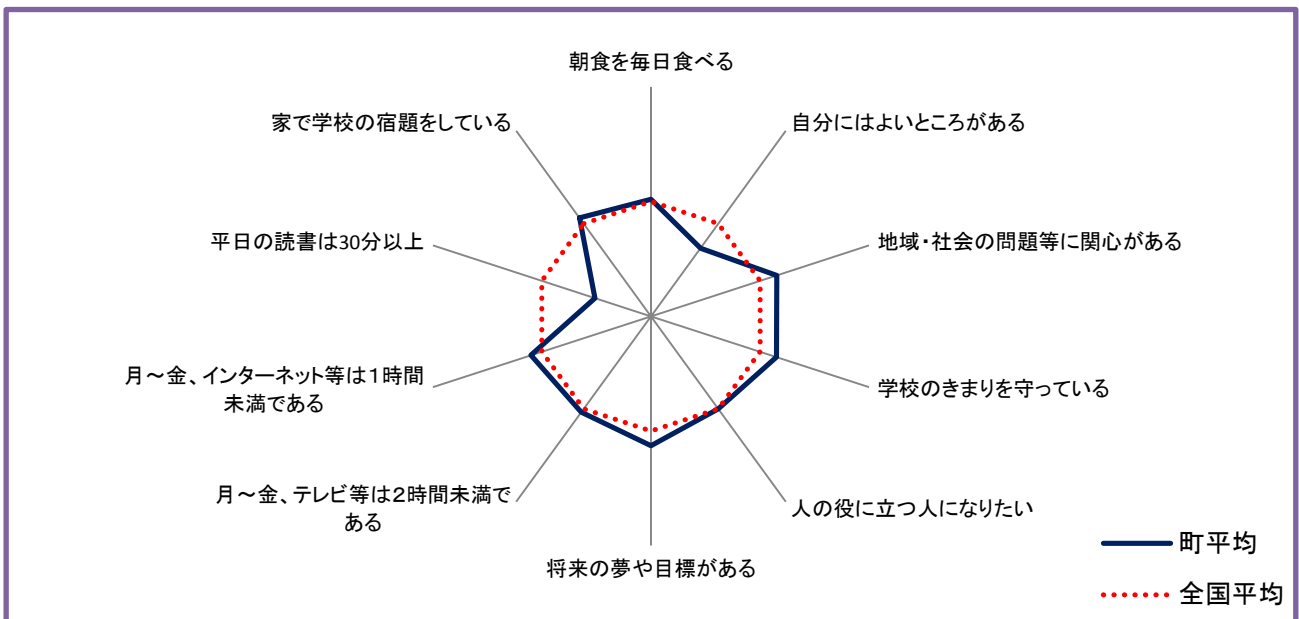 朝食を毎日食べる
家で学校の宿題をしている
自分にはよいところがある
平日の読書は30分以上
地域・社会の問題等に関心がある
月～金、インターネット等は１時間
未満である
学校のきまりを守っている
月～金、テレビ等は２時間未満で
ある
人の役に立つ人になりたい
将来の夢や目標がある
町平均
全国平均